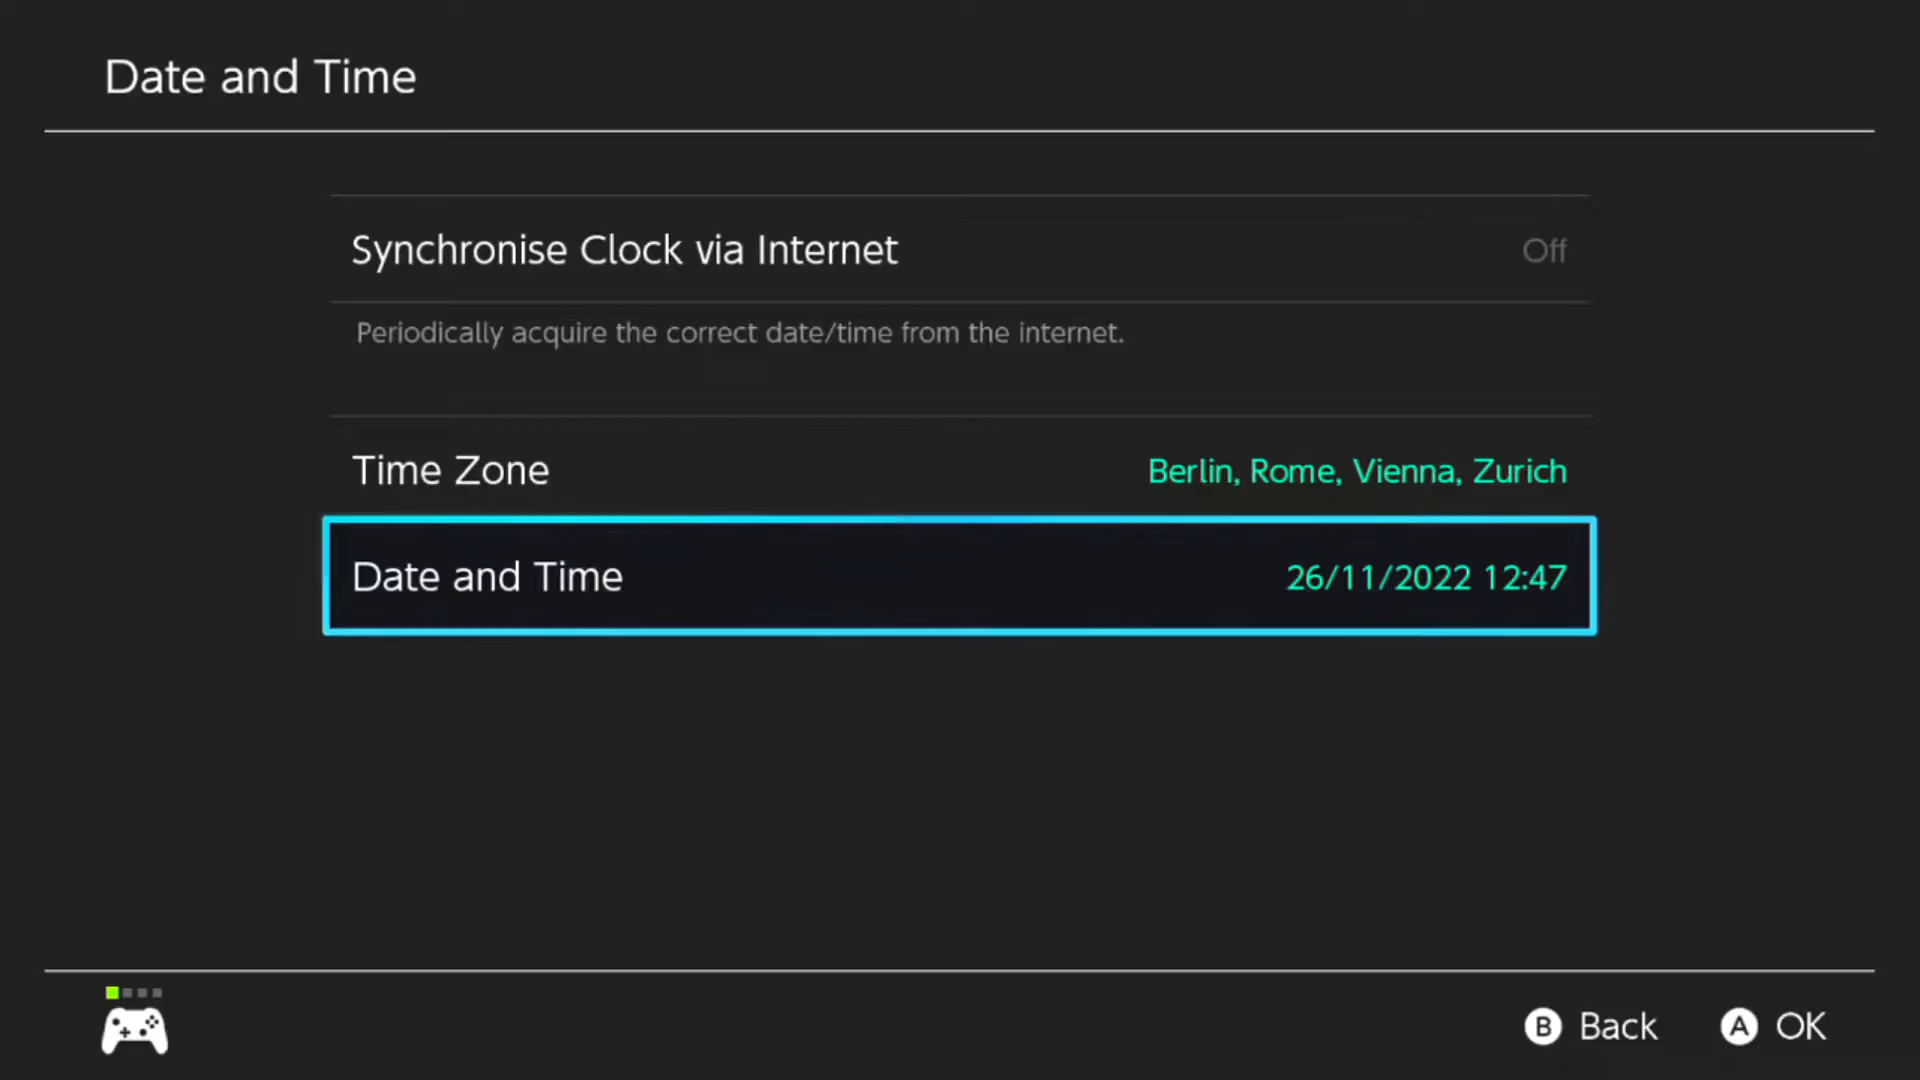 Date and Time
Synchronise Clock via Internet Off
Periodically acquire the correct date/time from the internet.
Time Zone Berlin, Rome, Vienna, Zurich
Date and Time 26/11/2022 12:47
B Back A OK